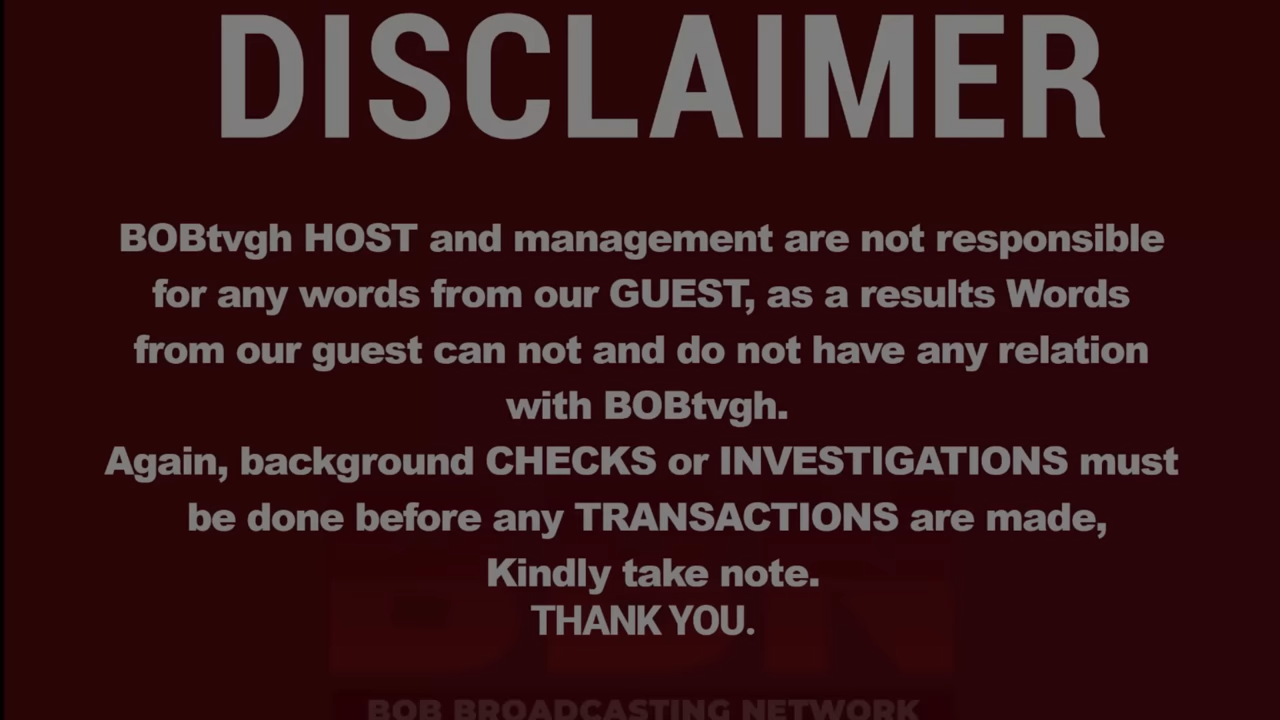 DISCLAIMER
BOBtvgh HOST and management are not responsible
for any words from our GUEST, as a results Words
from our guest can not and do not have any relation
with BOBtvgh.
Again, background CHECKS or INVESTIGATIONS must
be done before any TRANSACTIONS are made,
Kindly take note.
THANK YOU.
BOB BROADCASTING NETWORK